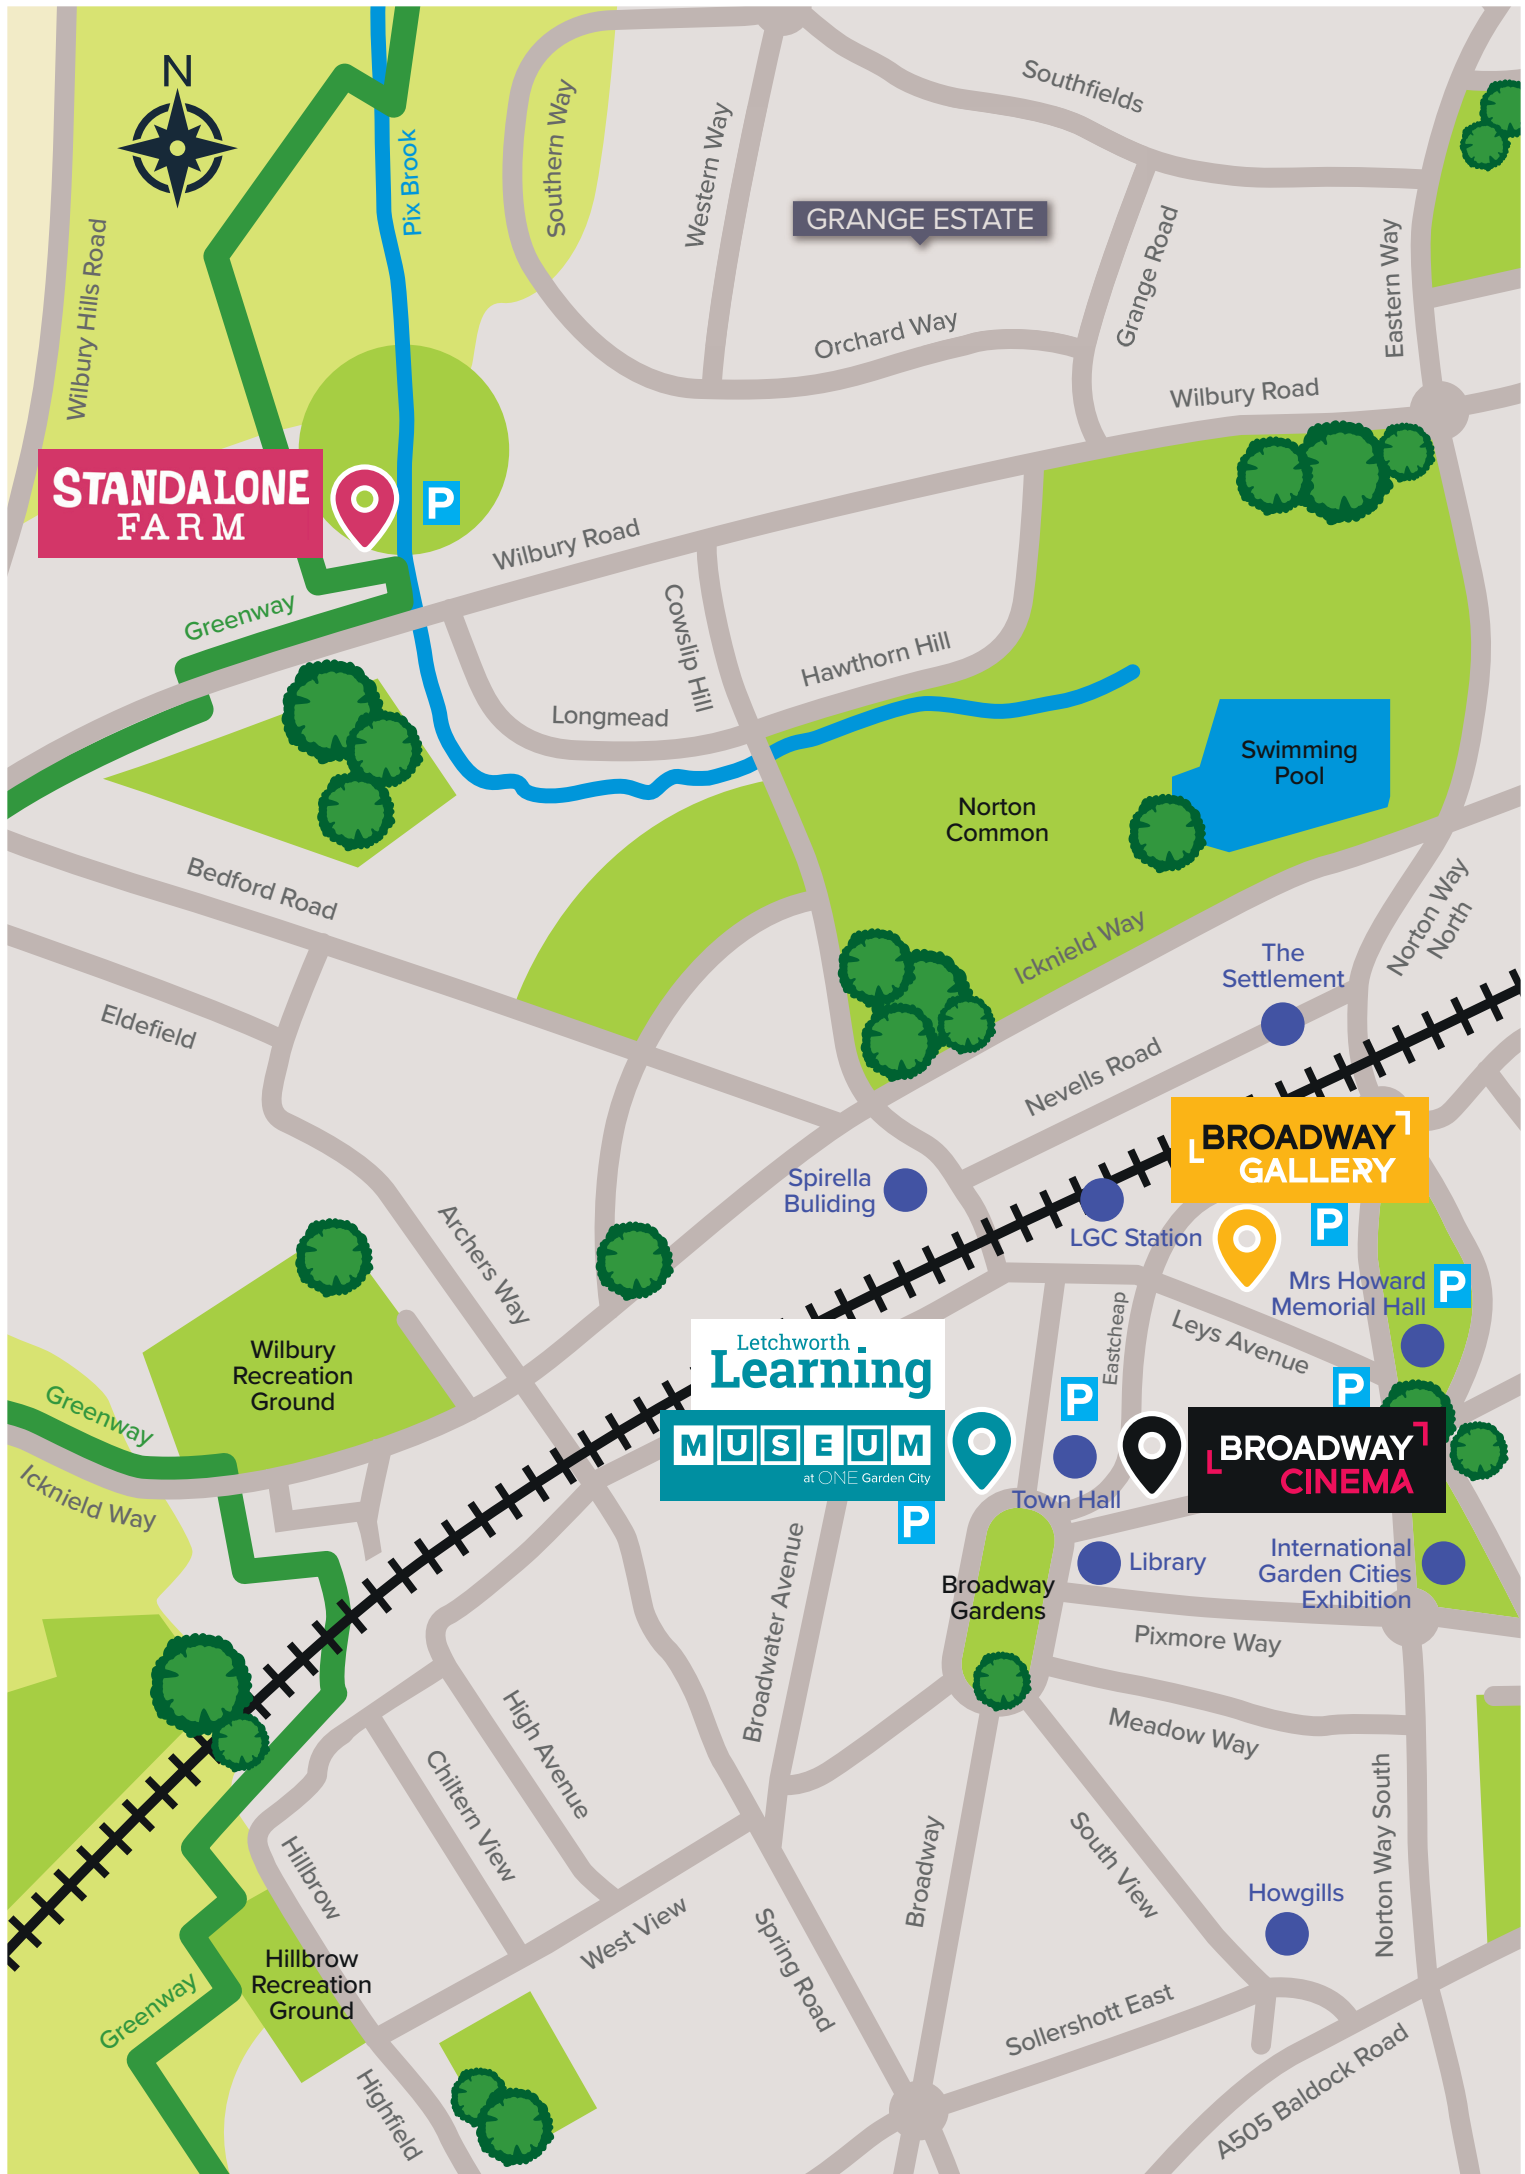 N
Southfields
Southern Way
Western Way
Pix Brook
GRANGE ESTATE
Grange Road
Eastern Way
Wilbury Hills Road
Orchard Way
Wilbury Road
STANDALONE
FARM
P
Wilbury Road
Greenway
Cowslip Hill
Hawthorn Hill
Longmead
Swimming
Pool
Norton
Common
Bedford Road
Norton Way
North
Icknield Way
The
Settlement
Eldefield
Nevells Road
BROADWAY
GALLERY
Spirella
Buliding
LGC Station
P
Archers Way
Mrs Howard
Memorial Hall
P
Leys Avenue
Eastcheap
Wilbury
Recreation
Ground
Letchworth
Learning
P
P
Greenway
MUSEUM
at ONE Garden City
BROADWAY
CINEMA
Icknield Way
Town Hall
P
Library
International
Garden Cities
Exhibition
Broadway
Gardens
Broadwater Avenue
Pixmore Way
High Avenue
Meadow Way
Chiltern View
Norton Way South
Hillbrow
Broadway
South View
Howgills
West View
Spring Road
Hillbrow
Recreation
Ground
Greenway
Sollershott East
A505 Baldock Road
Highfield